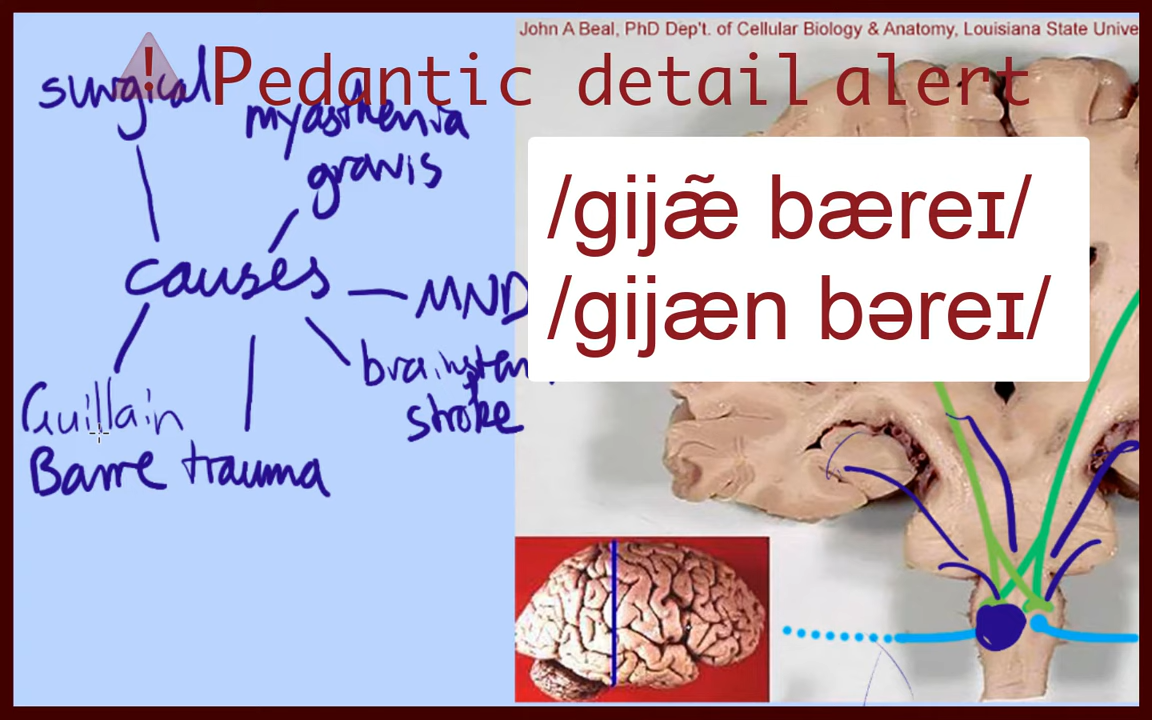 John A Beal, PhD Dep't. of Cellular Biology & Anatomy, Louisiana State Unive
! Pedantic detail alert
surgical
myasthenia
gravis
/gijæ̃ bæreɪ/
/gijæn bəreɪ/
causes
MND
brainstem
stroke
Guillain
Barre trauma